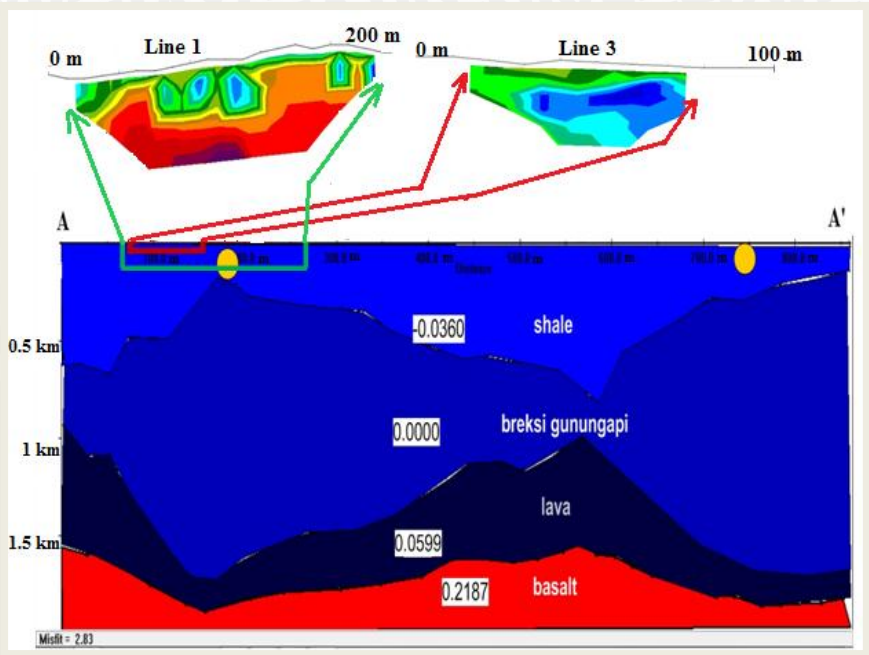 0 m
Line 1
200 m
0 m
Line 3
100 m
A
A'
-0.0360
shale
0.5 km
0.0000
breksi gunungapi
1 km
lava
0.0599
1.5 km
0.2187
basalt
Misfit = 2.83